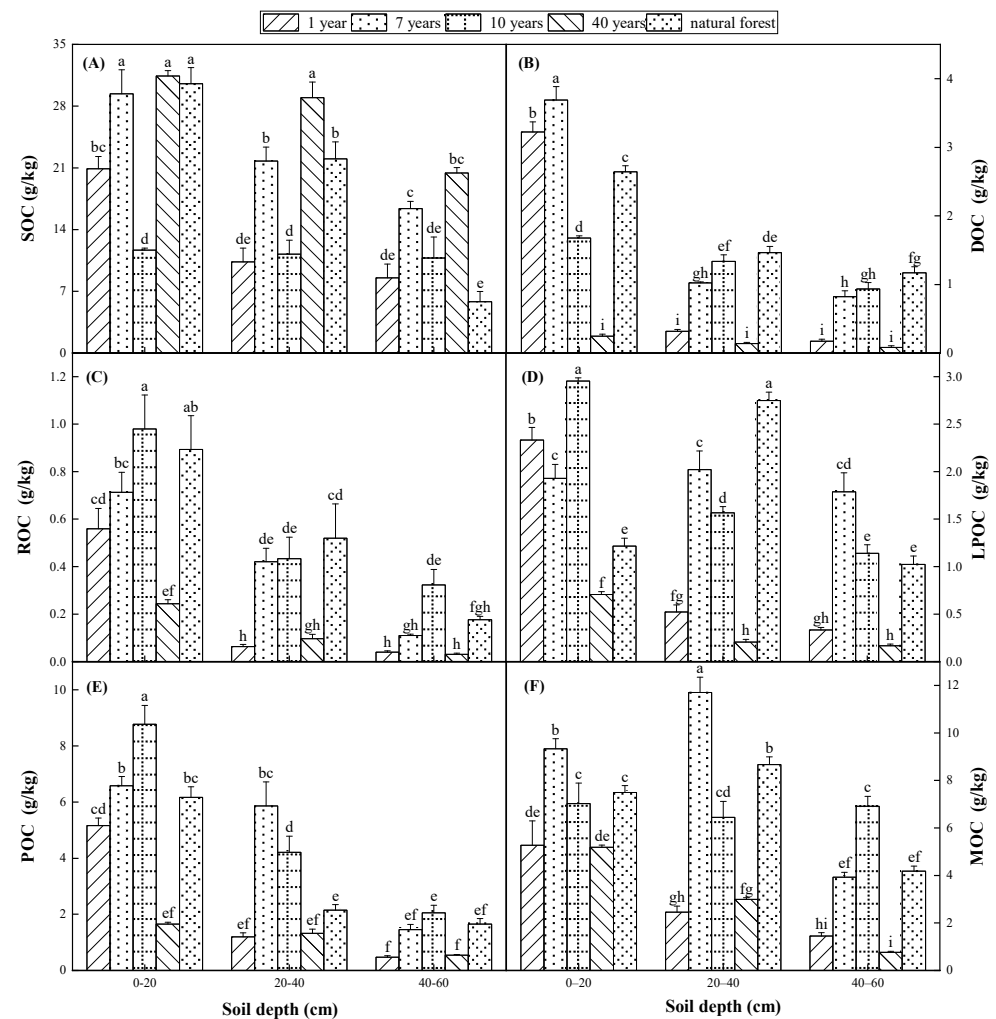 1 year 7 years 10 years 40 years natural forest
(A)
SOC (g/kg)
35
28
21
14
7
0
bc a d a a
de b de a b
de c de bc e
(B)
DOC (g/kg)
4
3
2
1
0
b a d i c
i gh ef i de
i h gh i fg
(C)
ROC (g/kg)
1.2
1.0
0.8
0.6
0.4
0.2
0.0
cd bc a ef ab
h de de gh cd
h gh de h fgh
(D)
LPOC (g/kg)
3.0
2.5
2.0
1.5
1.0
0.5
0.0
b c a f e
fg c d h a
gh cd e h e
(E)
POC (g/kg)
10
8
6
4
2
0
cd b a ef bc
ef bc d ef e
f ef e f ef
0-20 20-40 40-60
Soil depth (cm)
(F)
MOC (g/kg)
12
10
8
6
4
2
0
de b c de c
gh a cd fg b
hi ef c i ef
0–20 20–40 40–60
Soil depth (cm)